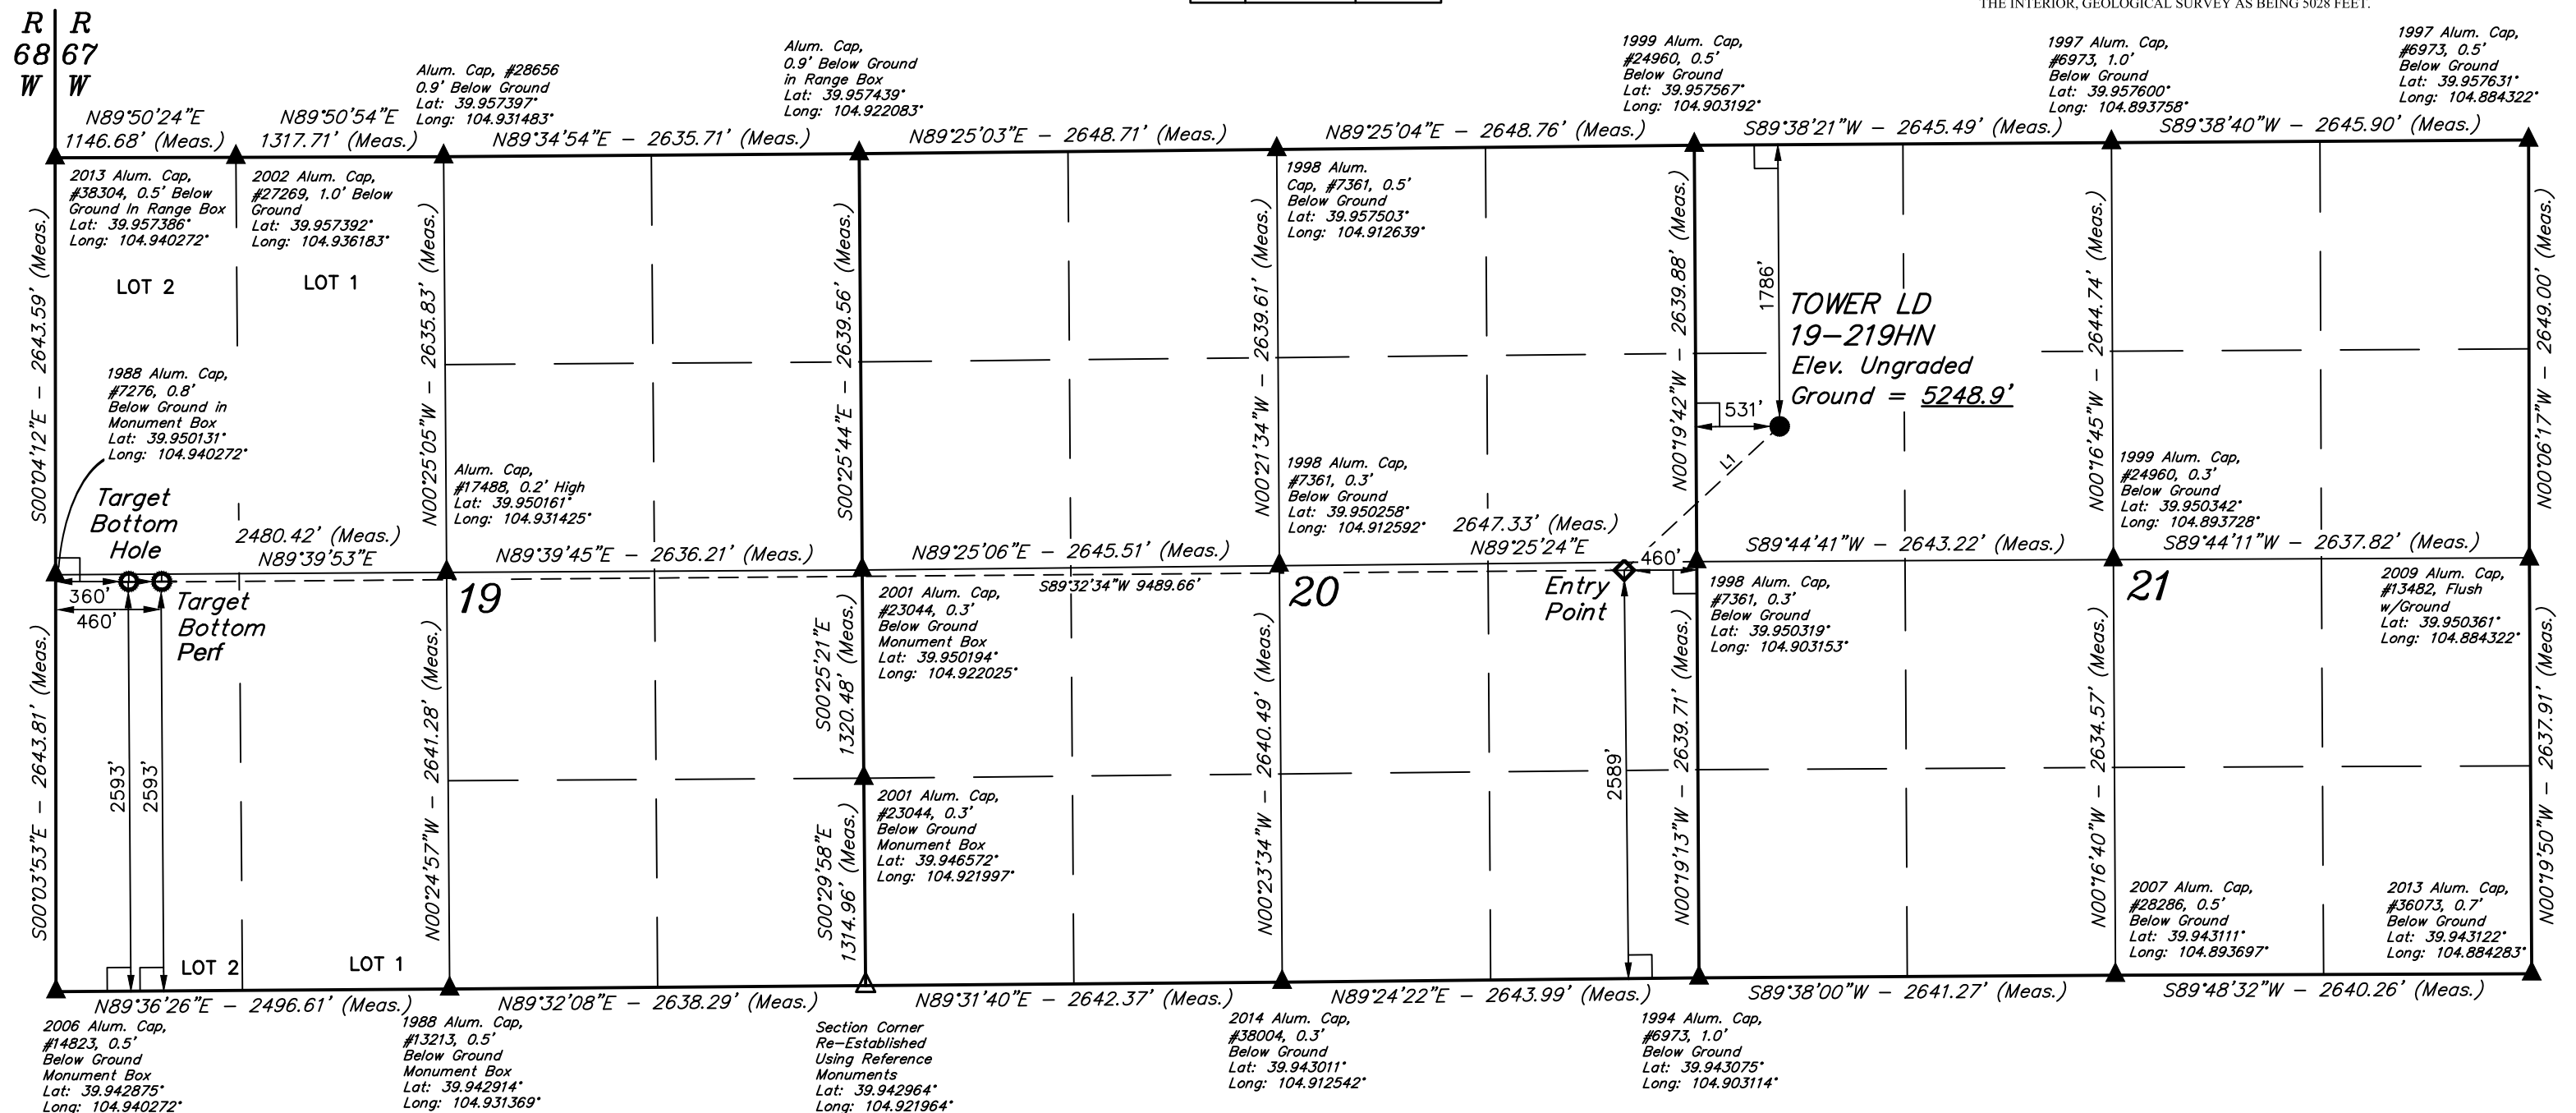 THE INTERIOR, GEOLOGICAL SURVEY AS BEING 5028 FEET.
R R
68 67
W W
N89°50'24"E
1146.68' (Meas.)
N89°50'54"E
1317.71' (Meas.)
Alum. Cap, #28656
0.9' Below Ground
Lat: 39.957397°
Long: 104.931483°
N89°34'54"E - 2635.71' (Meas.)
Alum. Cap,
0.9' Below Ground
in Range Box
Lat: 39.957439°
Long: 104.922083°
N89°25'03"E - 2648.71' (Meas.)
N89°25'04"E - 2648.76' (Meas.)
1999 Alum. Cap,
#24960, 0.5'
Below Ground
Lat: 39.957567°
Long: 104.903192°
S89°38'21"W - 2645.49' (Meas.)
1997 Alum. Cap,
#6973, 1.0'
Below Ground
Lat: 39.957600°
Long: 104.893758°
S89°38'40"W - 2645.90' (Meas.)
1997 Alum. Cap,
#6973, 0.5'
Below Ground
Lat: 39.957631°
Long: 104.884322°
2013 Alum. Cap,
#38304, 0.5' Below
Ground In Range Box
Lat: 39.957386°
Long: 104.940272°
2002 Alum. Cap,
#27269, 1.0' Below
Ground
Lat: 39.957392°
Long: 104.936183°
1998 Alum.
Cap, #7361, 0.5'
Below Ground
Lat: 39.957503°
Long: 104.912639°
LOT 2
LOT 1
S00°04'12"E - 2643.59' (Meas.)
N00°25'05"W - 2635.83' (Meas.)
S00°25'44"E - 2639.56' (Meas.)
N00°21'34"W - 2639.61' (Meas.)
N00°19'42"W - 2639.88' (Meas.)
1786'
N00°16'45"W - 2644.74' (Meas.)
N00°06'17"W - 2649.00' (Meas.)
TOWER LD
19-219HN
Elev. Ungraded
Ground = 5248.9'
531'
L1
1988 Alum. Cap,
#7276, 0.8'
Below Ground in
Monument Box
Lat: 39.950131°
Long: 104.940272°
Target
Bottom
Hole
2480.42' (Meas.)
N89°39'53"E
Alum. Cap,
#17488, 0.2' High
Lat: 39.950161°
Long: 104.931425°
N89°39'45"E - 2636.21' (Meas.)
N89°25'06"E - 2645.51' (Meas.)
1998 Alum. Cap,
#7361, 0.3'
Below Ground
Lat: 39.950258°
Long: 104.912592°
2647.33' (Meas.)
N89°25'24"E
460'
S89°44'41"W - 2643.22' (Meas.)
1999 Alum. Cap,
#24960, 0.3'
Below Ground
Lat: 39.950342°
Long: 104.893728°
S89°44'11"W - 2637.82' (Meas.)
360'
460'
Target
Bottom
Perf
19
S89°32'34"W 9489.66'
20
Entry
Point
21
2001 Alum. Cap,
#23044, 0.3'
Below Ground
Monument Box
Lat: 39.950194°
Long: 104.922025°
1998 Alum. Cap,
#7361, 0.3'
Below Ground
Lat: 39.950319°
Long: 104.903153°
2009 Alum. Cap,
#13482, Flush
w/Ground
Lat: 39.950361°
Long: 104.884322°
S00°03'53"E - 2643.81' (Meas.)
2593'
2593'
N00°24'57"W - 2641.28' (Meas.)
S00°25'21"E
1320.48' (Meas.)
S00°29'58"E
1314.96' (Meas.)
N00°23'34"W - 2640.49' (Meas.)
2589'
N00°19'13"W - 2639.71' (Meas.)
N00°16'40"W - 2634.57' (Meas.)
N00°19'50"W - 2637.91' (Meas.)
2001 Alum. Cap,
#23044, 0.3'
Below Ground
Monument Box
Lat: 39.946572°
Long: 104.921997°
2007 Alum. Cap,
#28286, 0.5'
Below Ground
Lat: 39.943111°
Long: 104.893697°
2013 Alum. Cap,
#36073, 0.7'
Below Ground
Lat: 39.943122°
Long: 104.884283°
LOT 2
LOT 1
N89°36'26"E - 2496.61' (Meas.)
N89°32'08"E - 2638.29' (Meas.)
N89°31'40"E - 2642.37' (Meas.)
N89°24'22"E - 2643.99' (Meas.)
S89°38'00"W - 2641.27' (Meas.)
S89°48'32"W - 2640.26' (Meas.)
2006 Alum. Cap,
#14823, 0.5'
Below Ground
Monument Box
Lat: 39.942875°
Long: 104.940272°
1988 Alum. Cap,
#13213, 0.5'
Below Ground
Monument Box
Lat: 39.942914°
Long: 104.931369°
Section Corner
Re-Established
Using Reference
Monuments
Lat: 39.942964°
Long: 104.921964°
2014 Alum. Cap,
#38004, 0.3'
Below Ground
Lat: 39.943011°
Long: 104.912542°
1994 Alum. Cap,
#6973, 1.0'
Below Ground
Lat: 39.943075°
Long: 104.903114°